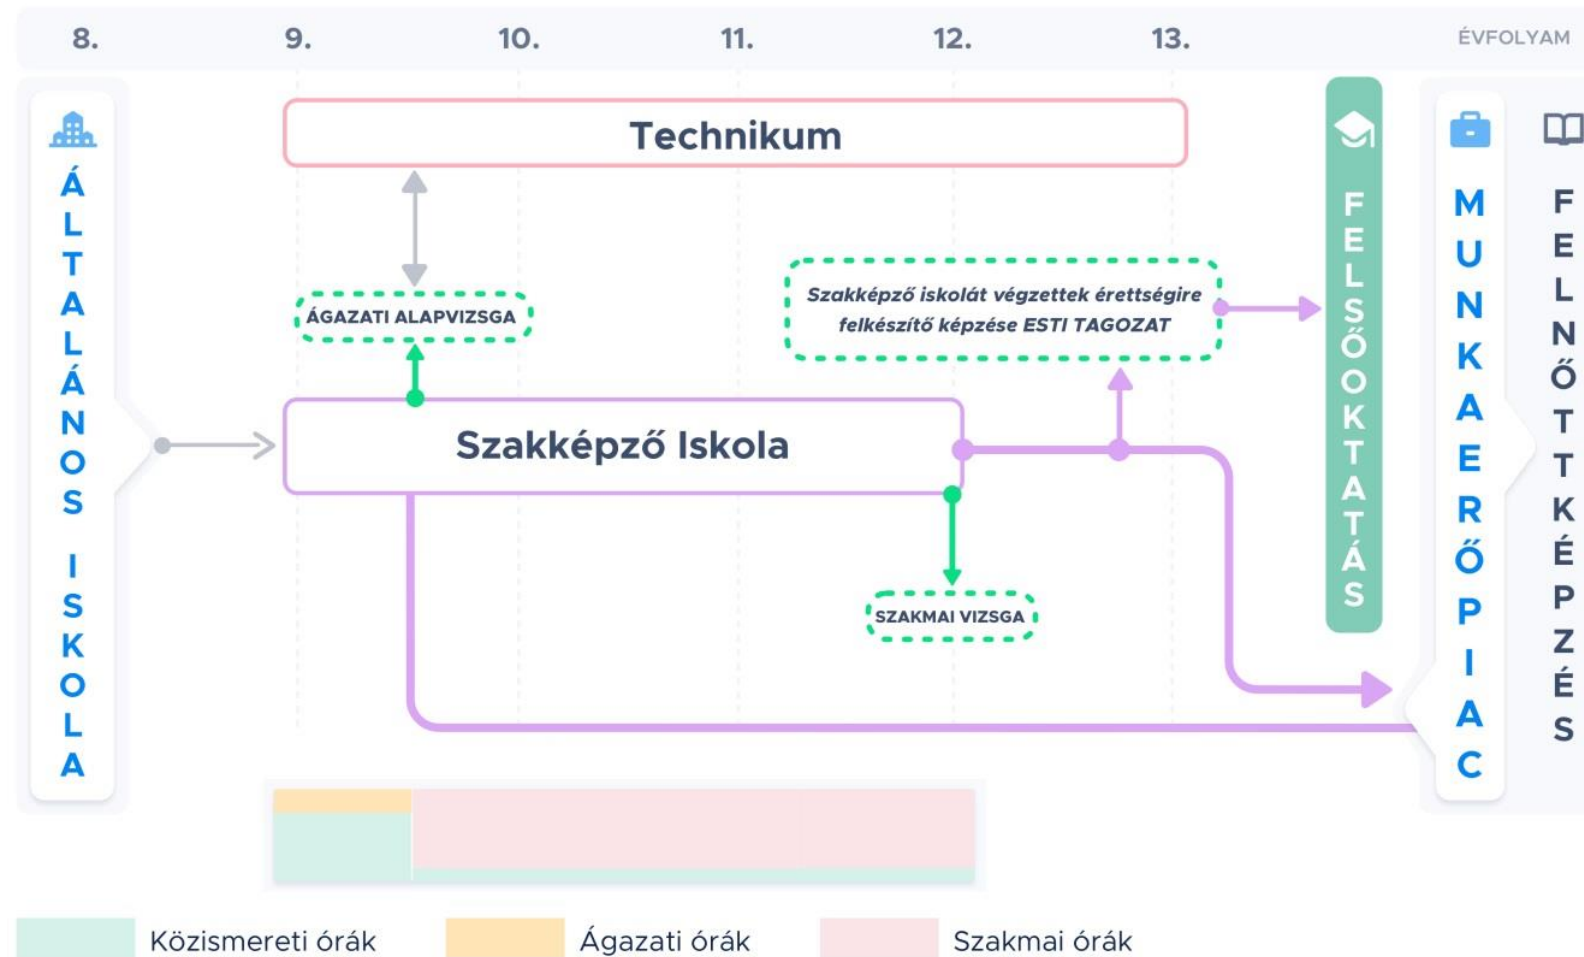 8.
9.
10.
11.
12.
13.
ÉVFOLYAM
ÁLTALÁNOS ISKOLA
Technikum
ÁGAZATI ALAPVIZSGA
Szakképző iskolát végzettek érettségire
felkészítő képzése ESTI TAGOZAT
Szakképző Iskola
SZAKMAI VIZSGA
FELSŐOKTATÁS
MUNKAERŐPIAC
FELNŐTTKÉPZÉS
Közismereti órák
Ágazati órák
Szakmai órák